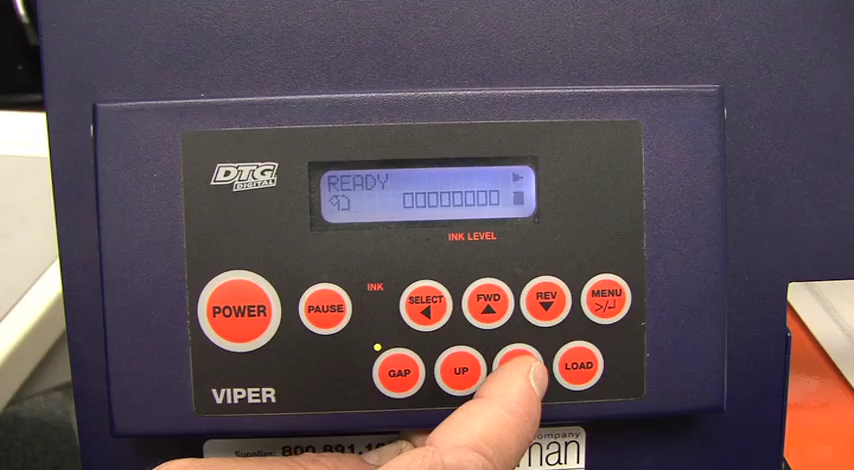 DTG
DIGITAL
READY
INK LEVEL
INK
POWER
PAUSE
SELECT
FWD
REV
MENU
GAP
UP
LOAD
VIPER
Supplies: 800.891.1
company
man